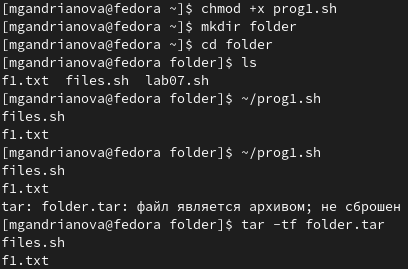 [mgandrianova@fedora ~]$ chmod +x prog1.sh
[mgandrianova@fedora ~]$ mkdir folder
[mgandrianova@fedora ~]$ cd folder
[mgandrianova@fedora folder]$ ls
f1.txt  files.sh  lab07.sh
[mgandrianova@fedora folder]$ ~/prog1.sh
files.sh
f1.txt
[mgandrianova@fedora folder]$ ~/prog1.sh
files.sh
f1.txt
tar: folder.tar: файл является архивом; не сброшен
[mgandrianova@fedora folder]$ tar -tf folder.tar
files.sh
f1.txt